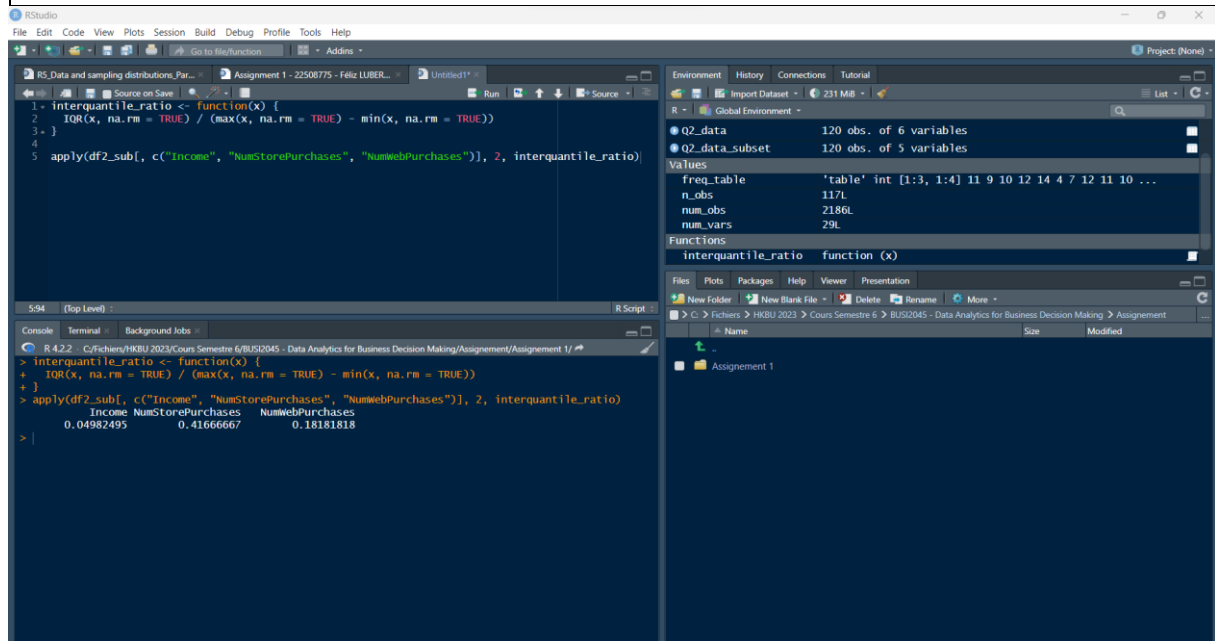 RStudio
File Edit Code View Plots Session Build Debug Profile Tools Help
Go to file/function Addins
Project: (None)
R5_Data and sampling distributions_Par...
Assignment 1 - 22508775 - Féliz LUBER...
Untitled1*
Source on Save Run Source
1 interquantile_ratio <- function(x) {
2 IQR(x, na.rm = TRUE) / (max(x, na.rm = TRUE) - min(x, na.rm = TRUE))
3 }
4
5 apply(df2_sub[, c("Income", "NumStorePurchases", "NumWebPurchases")], 2, interquantile_ratio)
5:94 (Top Level) R Script
Console Terminal Background Jobs
R 4.2.2 · C:/Fichiers/HKBU 2023/Cours Semestre 6/BUSI2045 - Data Analytics for Business Decision Making/Assignement/Assignement 1/
> interquantile_ratio <- function(x) {
+ IQR(x, na.rm = TRUE) / (max(x, na.rm = TRUE) - min(x, na.rm = TRUE))
+ }
> apply(df2_sub[, c("Income", "NumStorePurchases", "NumWebPurchases")], 2, interquantile_ratio)
Income NumStorePurchases NumWebPurchases
0.04982495 0.41666667 0.18181818
>
Environment History Connections Tutorial
Import Dataset 231 MiB List
R Global Environment
Q2_data 120 obs. of 6 variables
Q2_data_subset 120 obs. of 5 variables
Values
freq_table 'table' int [1:3, 1:4] 11 9 10 12 14 4 7 12 11 10 ...
n_obs 117L
num_obs 2186L
num_vars 29L
Functions
interquantile_ratio function (x)
Files Plots Packages Help Viewer Presentation
New Folder New Blank File Delete Rename More
C: > Fichiers > HKBU 2023 > Cours Semestre 6 > BUSI2045 - Data Analytics for Business Decision Making > Assignement
Name Size Modified
..
Assignement 1